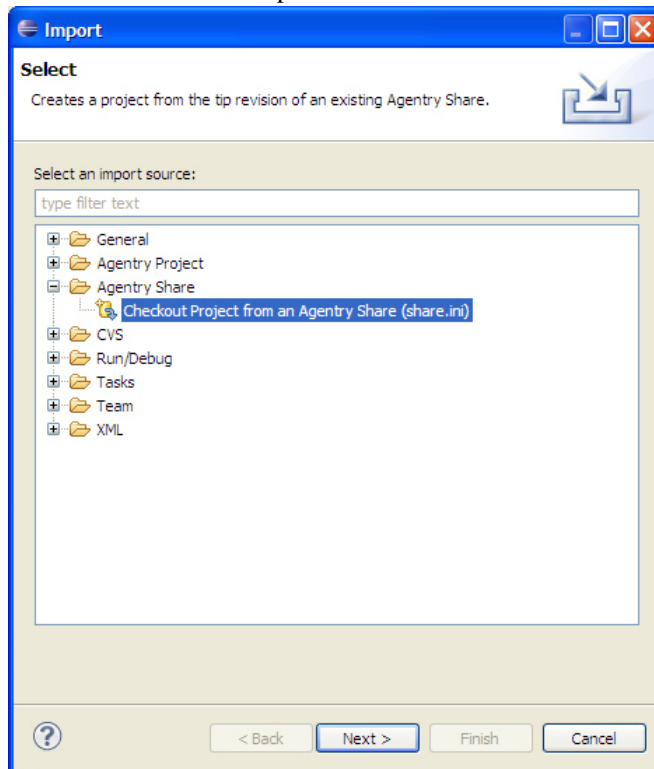 Import
Select
Creates a project from the tip revision of an existing Agentry Share.
Select an import source:
type filter text
General
Agentry Project
Agentry Share
Checkout Project from an Agentry Share (share.ini)
CVS
Run/Debug
Tasks
Team
XML
?
< Back Next > Finish Cancel